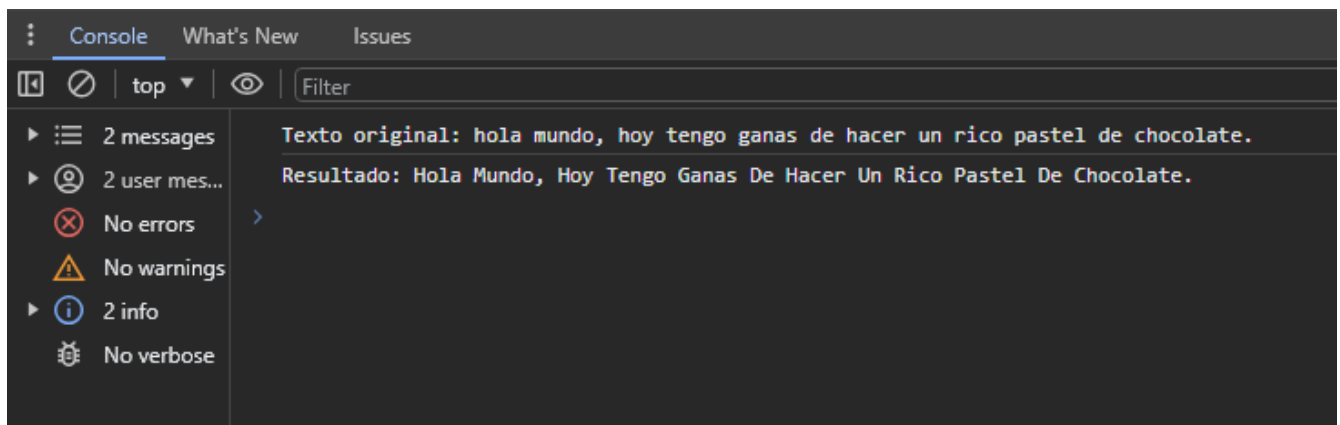 Console What's New Issues
top Filter
2 messages
2 user mes...
No errors
No warnings
2 info
No verbose
Texto original: hola mundo, hoy tengo ganas de hacer un rico pastel de chocolate.
Resultado: Hola Mundo, Hoy Tengo Ganas De Hacer Un Rico Pastel De Chocolate.